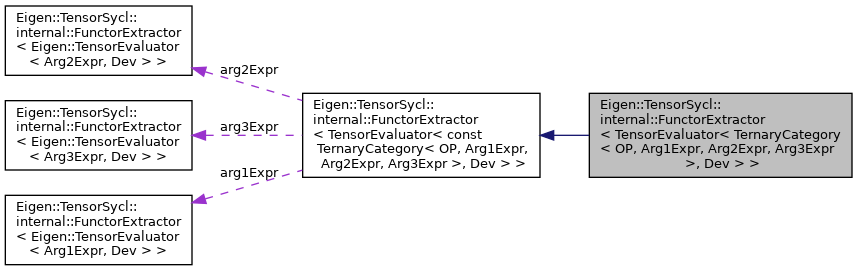 Eigen::TensorSycl::
internal::FunctorExtractor
< Eigen::TensorEvaluator
< Arg2Expr, Dev > >
arg2Expr
Eigen::TensorSycl::
internal::FunctorExtractor
< Eigen::TensorEvaluator
< Arg3Expr, Dev > >
arg3Expr
Eigen::TensorSycl::
internal::FunctorExtractor
< Eigen::TensorEvaluator
< Arg1Expr, Dev > >
arg1Expr
Eigen::TensorSycl::
internal::FunctorExtractor
< TensorEvaluator< const
TernaryCategory< OP, Arg1Expr,
Arg2Expr, Arg3Expr >, Dev > >
Eigen::TensorSycl::
internal::FunctorExtractor
< TensorEvaluator< TernaryCategory
< OP, Arg1Expr, Arg2Expr, Arg3Expr
>, Dev > >